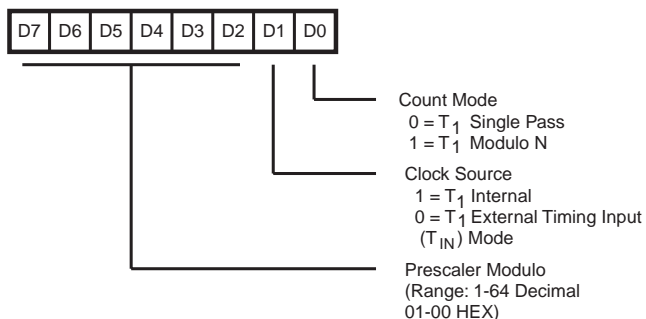 D7 D6 D5 D4 D3 D2 D1 D0
Count Mode
0 = T1 Single Pass
1 = T1 Modulo N
Clock Source
1 = T1 Internal
0 = T1 External Timing Input
(TIN) Mode
Prescaler Modulo
(Range: 1-64 Decimal
01-00 HEX)